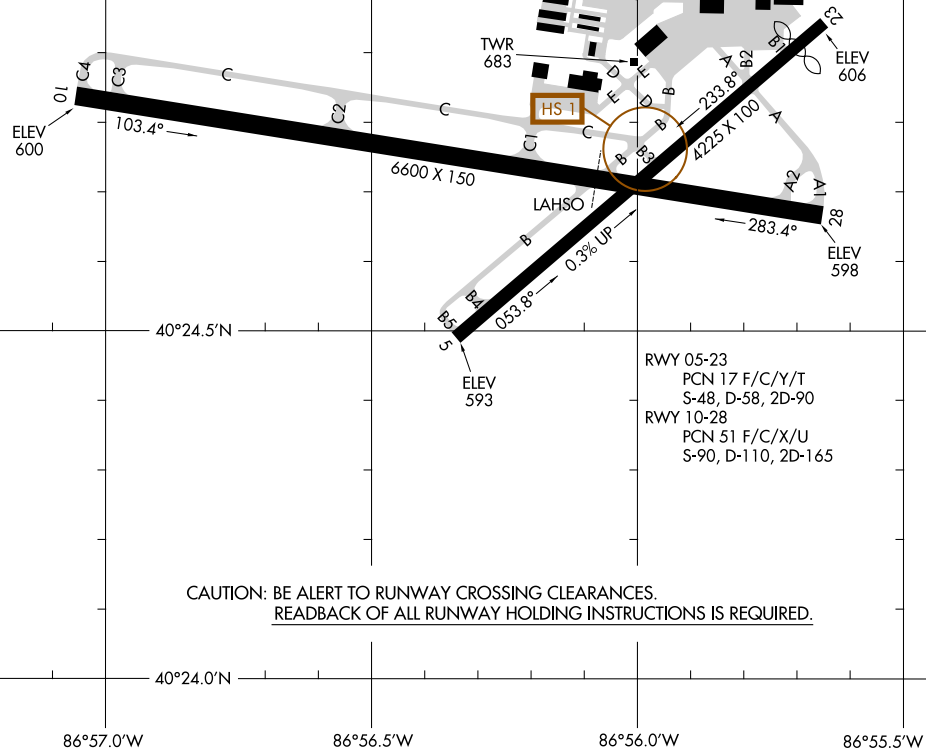 23
TWR
683
B1
ELEV
606
A
B2
D
E
C4
C3
C
C2
C
HS 1
E
D
B
233.8°
4225 X 100
A
10
ELEV
600
103.4°
C1
C
B
B
B3
6600 X 150
A2
A1
LAHSO
28
283.4°
ELEV
598
B
0.3% UP
053.8°
B4
B5
5
40°24.5'N
ELEV
593
RWY 05-23
PCN 17 F/C/Y/T
S-48, D-58, 2D-90
RWY 10-28
PCN 51 F/C/X/U
S-90, D-110, 2D-165
CAUTION: BE ALERT TO RUNWAY CROSSING CLEARANCES.
READBACK OF ALL RUNWAY HOLDING INSTRUCTIONS IS REQUIRED.
40°24.0'N
86°57.0'W
86°56.5'W
86°56.0'W
86°55.5'W